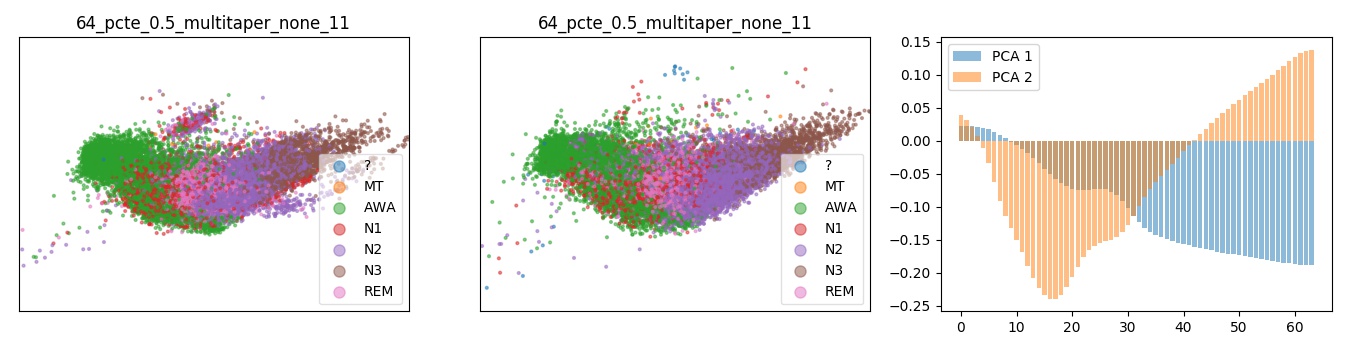 64_pcte_0.5_multitaper_none_11
?
MT
AWA
N1
N2
N3
REM
64_pcte_0.5_multitaper_none_11
?
MT
AWA
N1
N2
N3
REM
PCA 1
PCA 2
0.15
0.10
0.05
0.00
−0.05
−0.10
−0.15
−0.20
−0.25
0 10 20 30 40 50 60